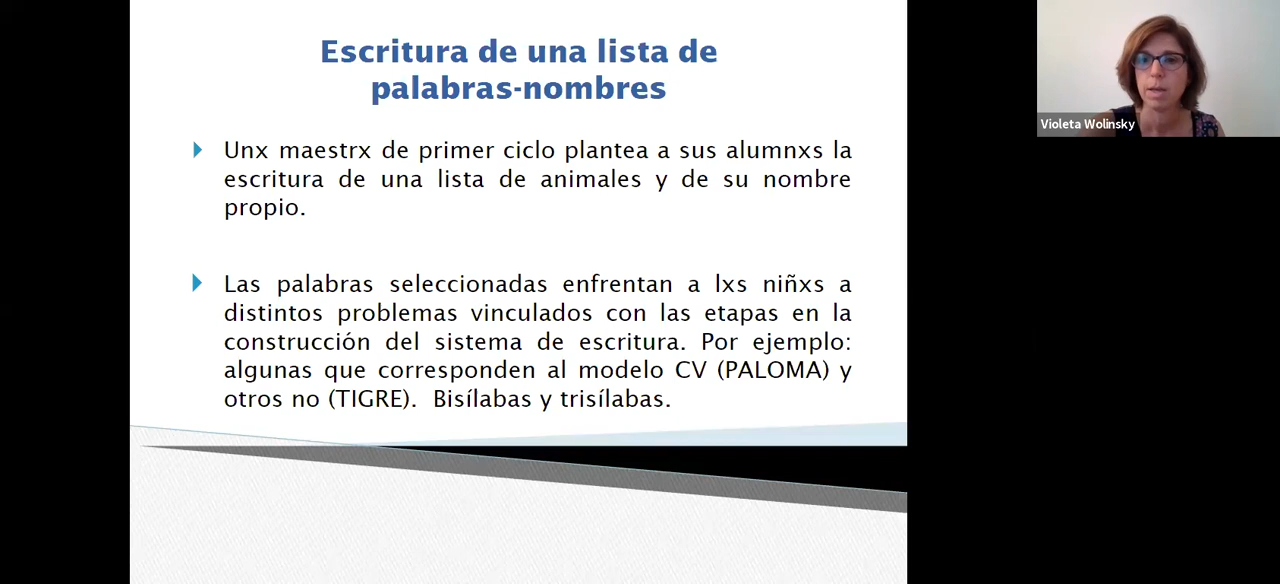 Escritura de una lista de
palabras-nombres
Unx maestrx de primer ciclo plantea a sus alumnxs la
escritura de una lista de animales y de su nombre
propio.
Las palabras seleccionadas enfrentan a lxs niñxs a
distintos problemas vinculados con las etapas en la
construcción del sistema de escritura. Por ejemplo:
algunas que corresponden al modelo CV (PALOMA) y
otros no (TIGRE). Bisílabas y trisílabas.
Violeta Wolinsky